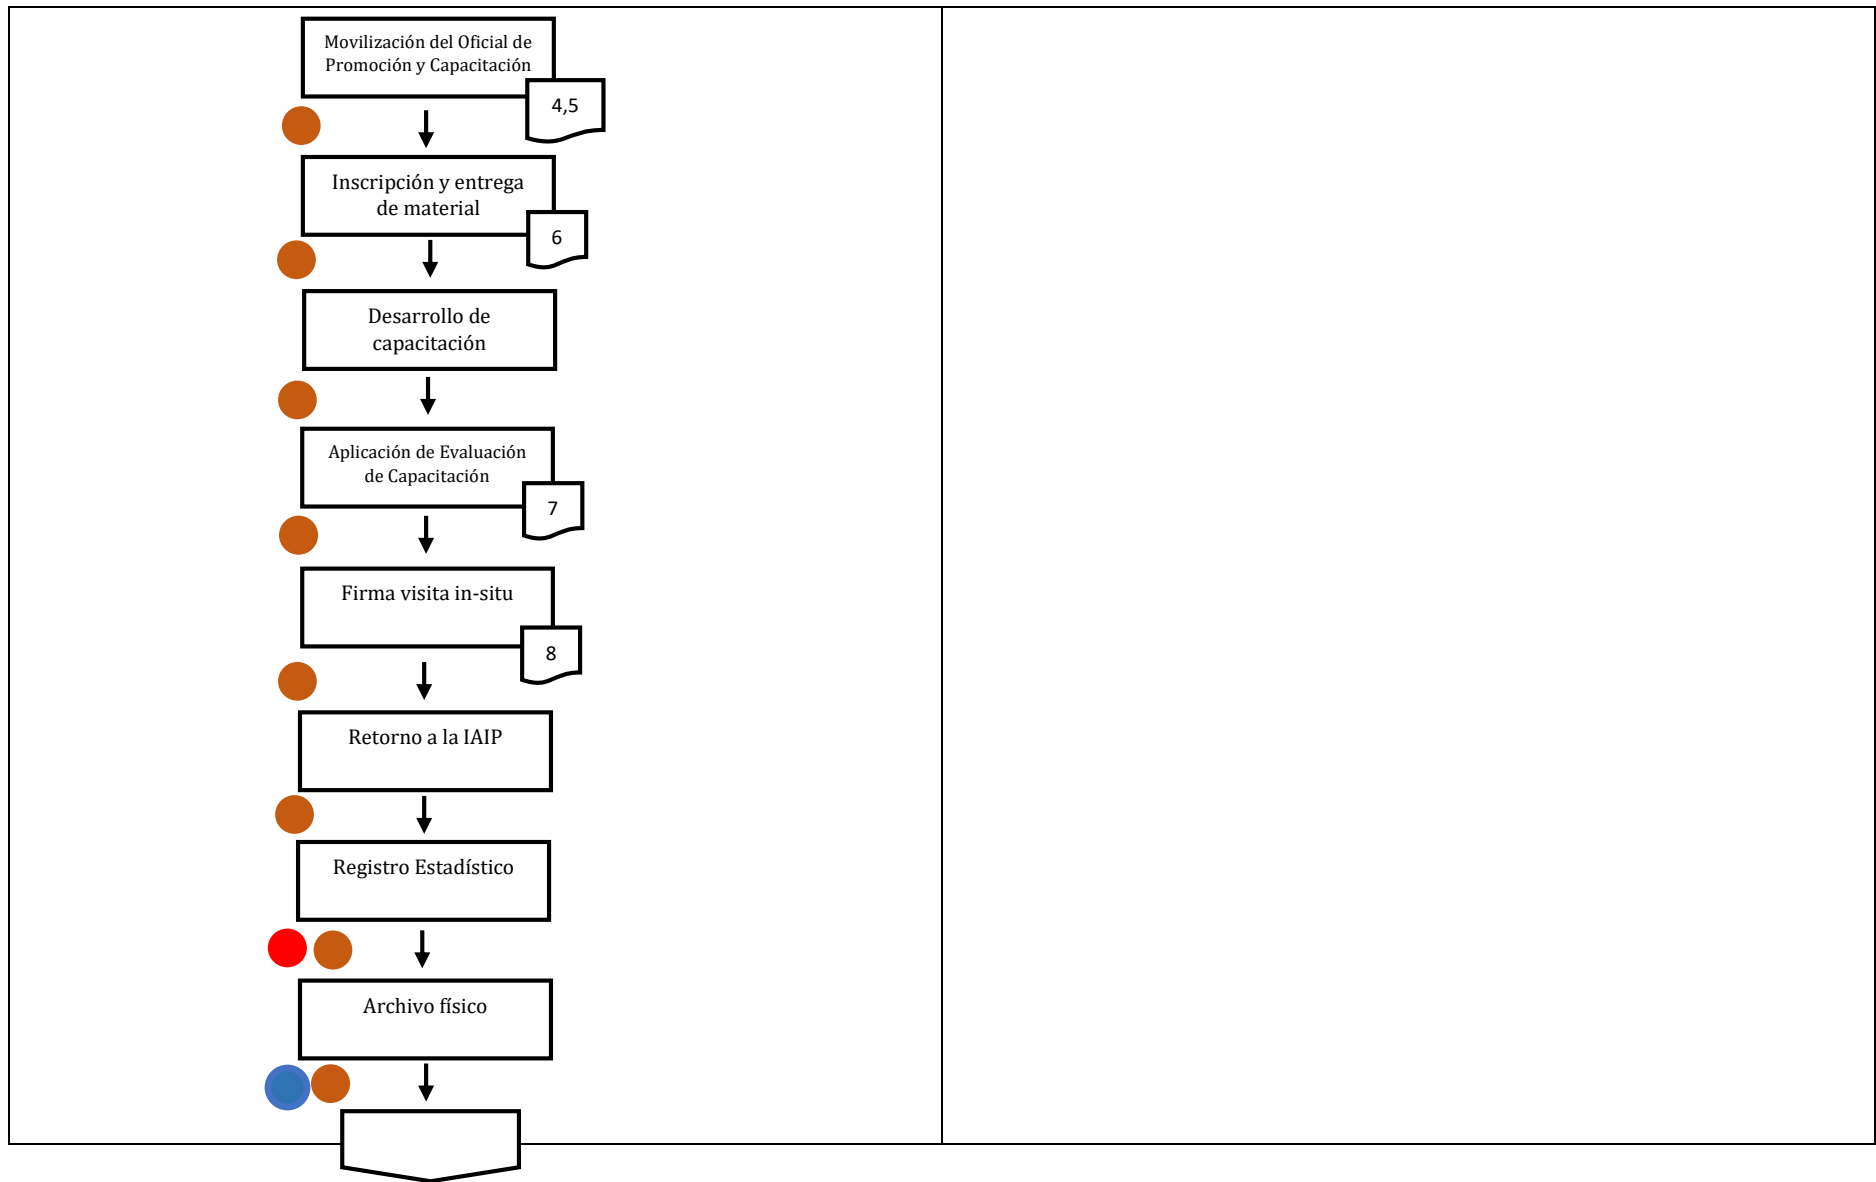 Movilización del Oficial de
Promoción y Capacitación
4,5
Inscripción y entrega
de material
6
Desarrollo de
capacitación
Aplicación de Evaluación
de Capacitación
7
Firma visita in-situ
8
Retorno a la IAIP
Registro Estadístico
Archivo físico